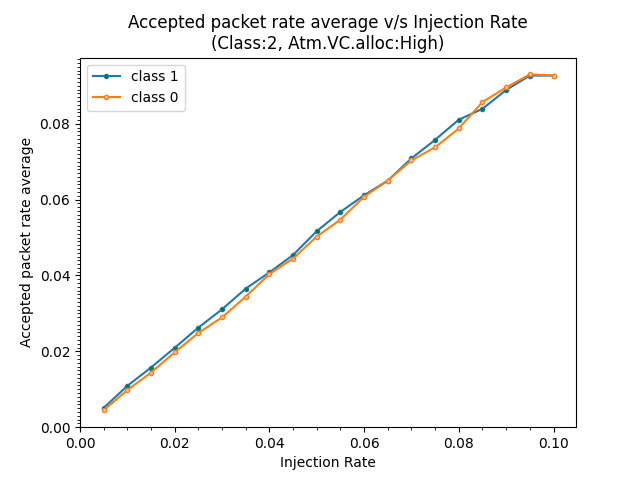 Accepted packet rate average v/s Injection Rate
(Class:2, Atm.VC.alloc:High)
class 1
class 0
0.08
0.06
0.04
0.02
0.00
Accepted packet rate average
0.00 0.02 0.04 0.06 0.08 0.10
Injection Rate